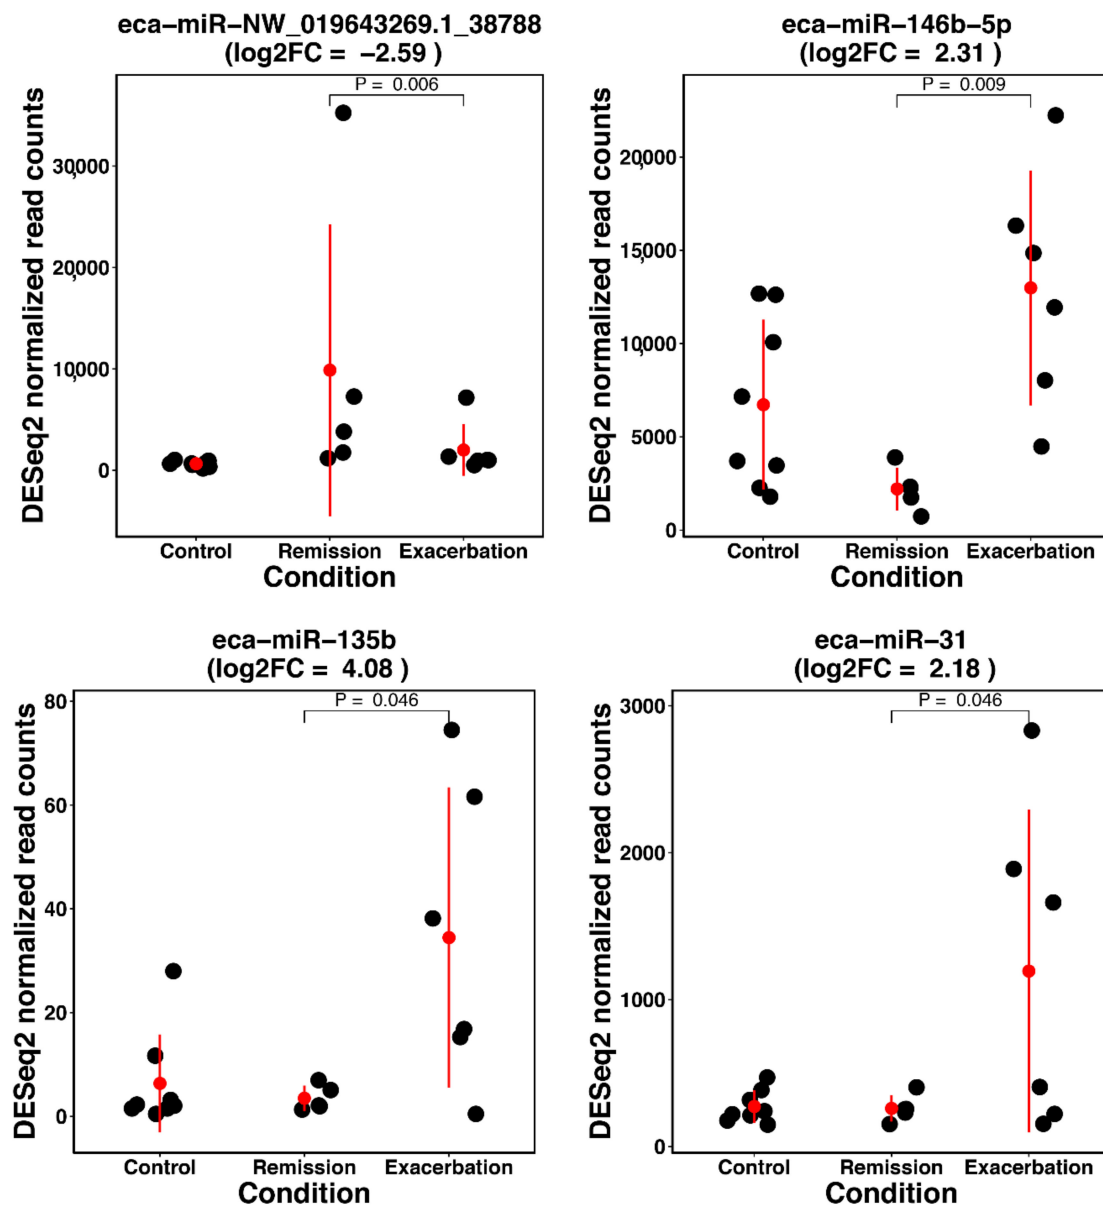 eca-miR-NW_019643269.1_38788
(log2FC = -2.59 )
P = 0.006
DESeq2 normalized read counts
30,000
20,000
10,000
0
Control Remission Exacerbation
Condition
eca-miR-146b-5p
(log2FC = 2.31 )
P = 0.009
DESeq2 normalized read counts
20,000
15,000
10,000
5000
0
Control Remission Exacerbation
Condition
eca-miR-135b
(log2FC = 4.08 )
P = 0.046
DESeq2 normalized read counts
80
60
40
20
0
Control Remission Exacerbation
Condition
eca-miR-31
(log2FC = 2.18 )
P = 0.046
DESeq2 normalized read counts
3000
2000
1000
0
Control Remission Exacerbation
Condition